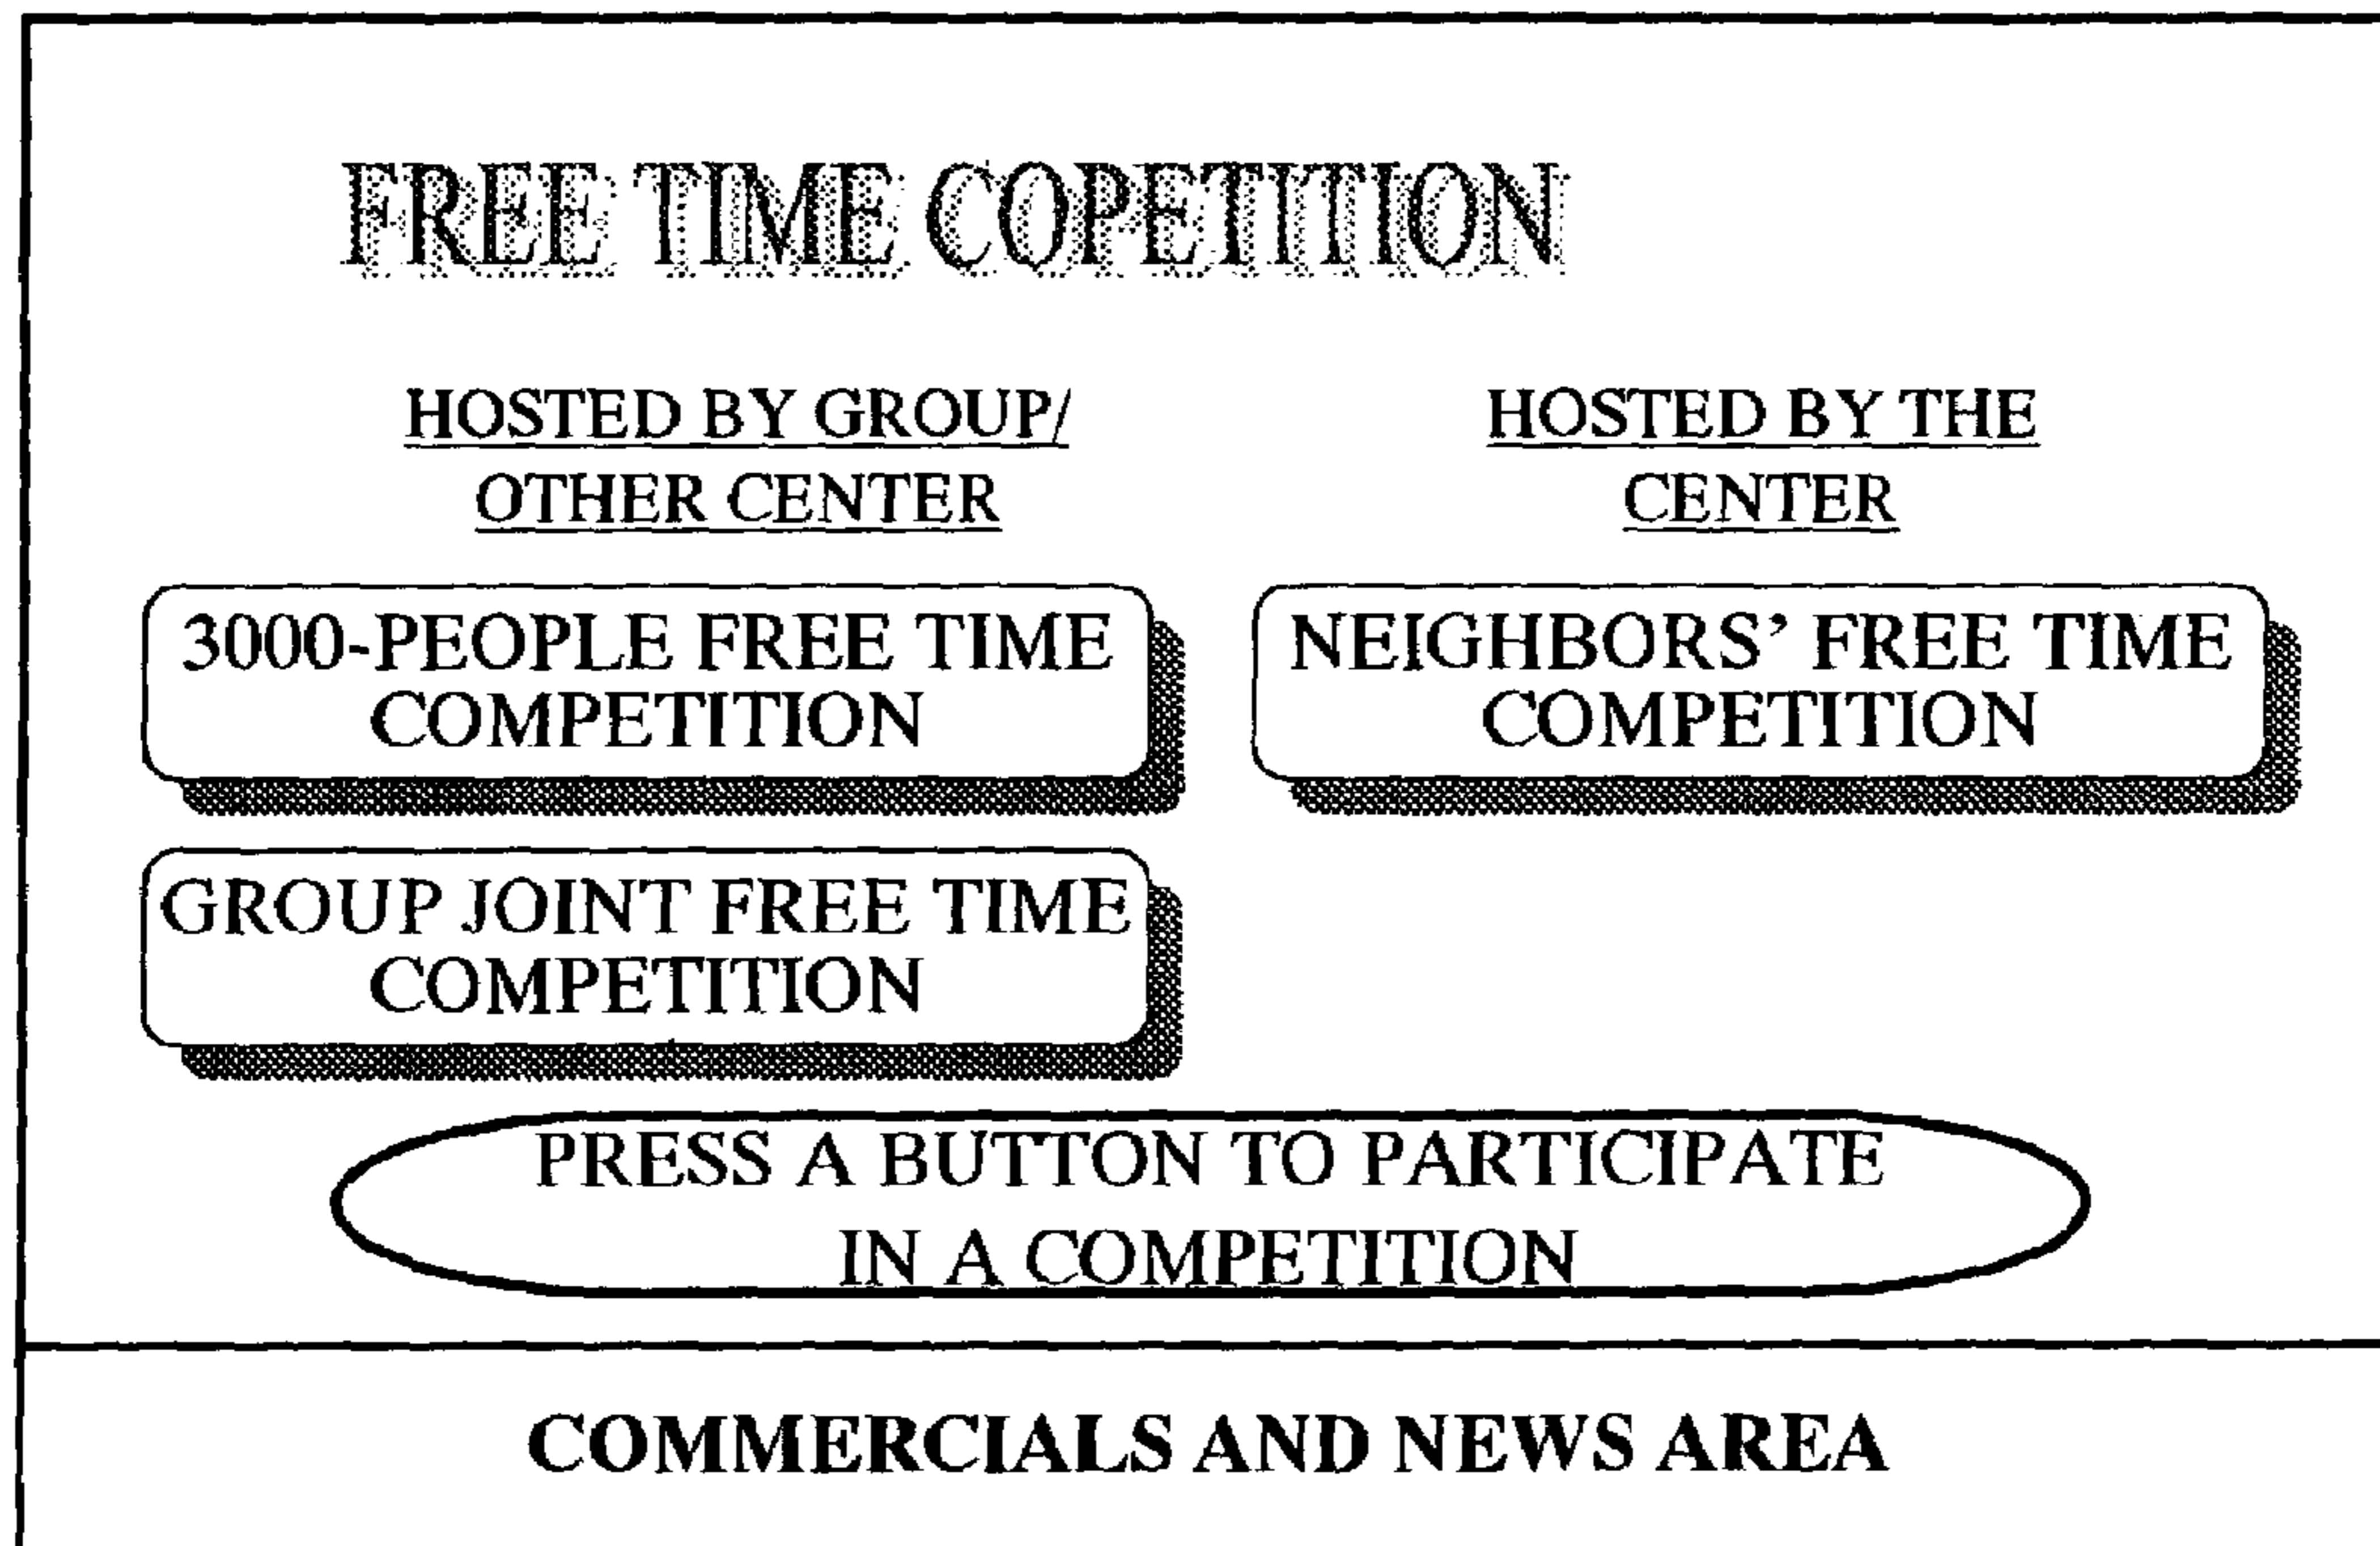 FREE TIME COPETITION
HOSTED BY GROUP/
OTHER CENTER
HOSTED BY THE
CENTER
3000-PEOPLE FREE TIME
COMPETITION
NEIGHBORS' FREE TIME
COMPETITION
GROUP JOINT FREE TIME
COMPETITION
PRESS A BUTTON TO PARTICIPATE
IN A COMPETITION
COMMERCIALS AND NEWS AREA